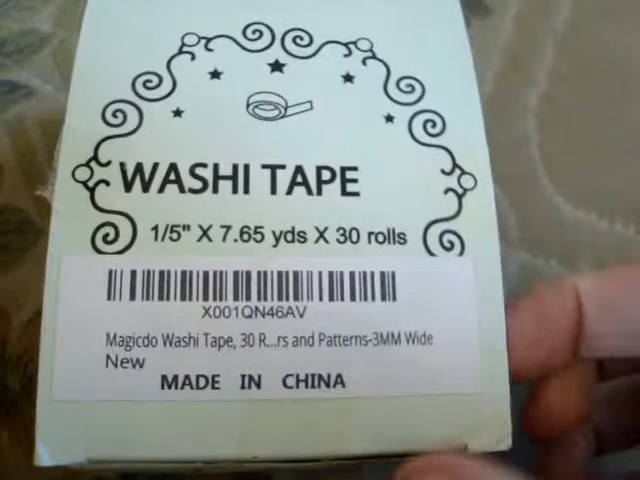 WASHI TAPE
1/5" X 7.65 yds X 30 rolls
X001QN46AV
Magicdo Washi Tape, 30 R...rs and Patterns-3MM Wide
New
MADE IN CHINA